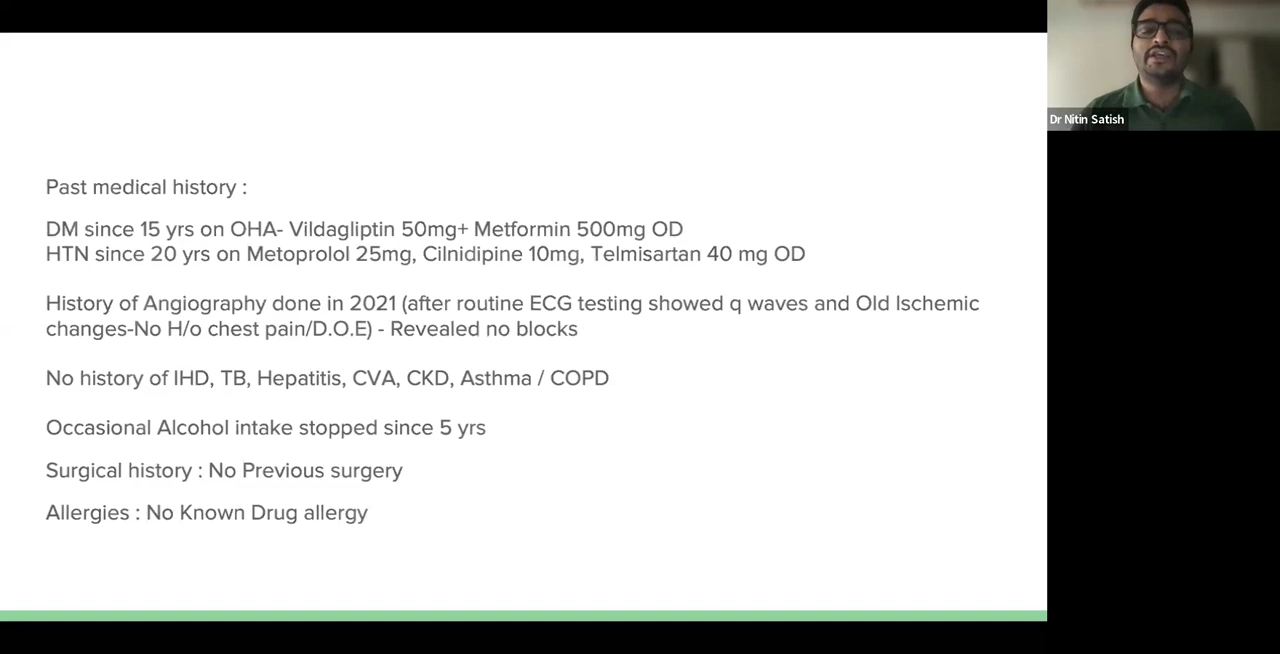 Dr Nitin Satish
Past medical history :
DM since 15 yrs on OHA- Vildagliptin 50mg+ Metformin 500mg OD
HTN since 20 yrs on Metoprolol 25mg, Cilnidipine 10mg, Telmisartan 40 mg OD
History of Angiography done in 2021 (after routine ECG testing showed q waves and Old Ischemic
changes-No H/o chest pain/D.O.E) - Revealed no blocks
No history of IHD, TB, Hepatitis, CVA, CKD, Asthma / COPD
Occasional Alcohol intake stopped since 5 yrs
Surgical history : No Previous surgery
Allergies : No Known Drug allergy